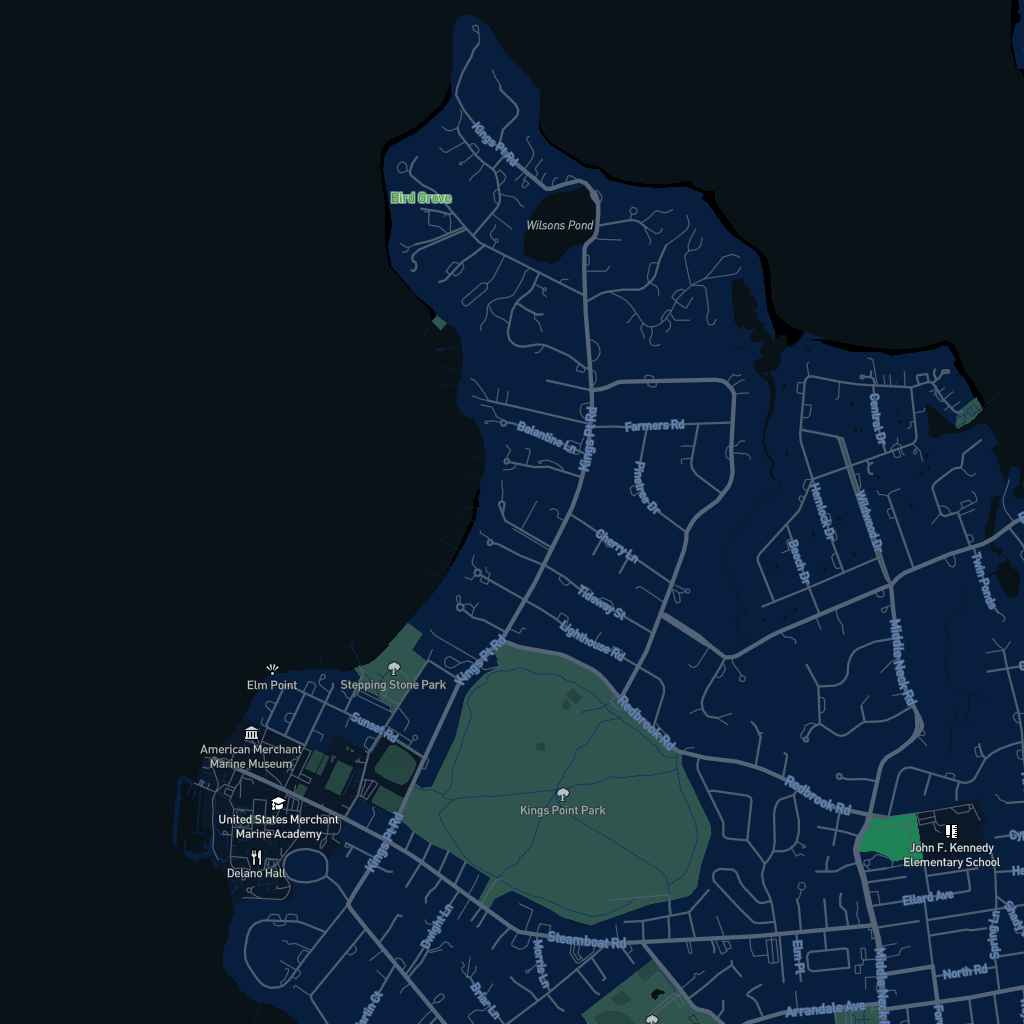 Kings Pt Rd
Bird Grove
Wilsons Pond
Kings Pt Rd
Farmers Rd
Balantine Ln
Central Dr
Pinetree Dr
Hemlock Dr
Wildwood Dr
Beech Dr
Cherry Ln
Twin Ponds
Tideway St
Lighthouse Rd
Middle Neck Rd
Kings Pt Rd
Elm Point
Stepping Stone Park
Redbrook Rd
Sunset Rd
American Merchant
Marine Museum
Redbrook Rd
Kings Point Park
United States Merchant
Marine Academy
Kings Pt Rd
John F. Kennedy
Elementary School
Delano Hall
Ellard Ave
Dwight Ln
Steamboat Rd
Morris Ln
Elm Pt
Spring
North Rd
Middle Neck
Briar Ln
Arrandale Ave